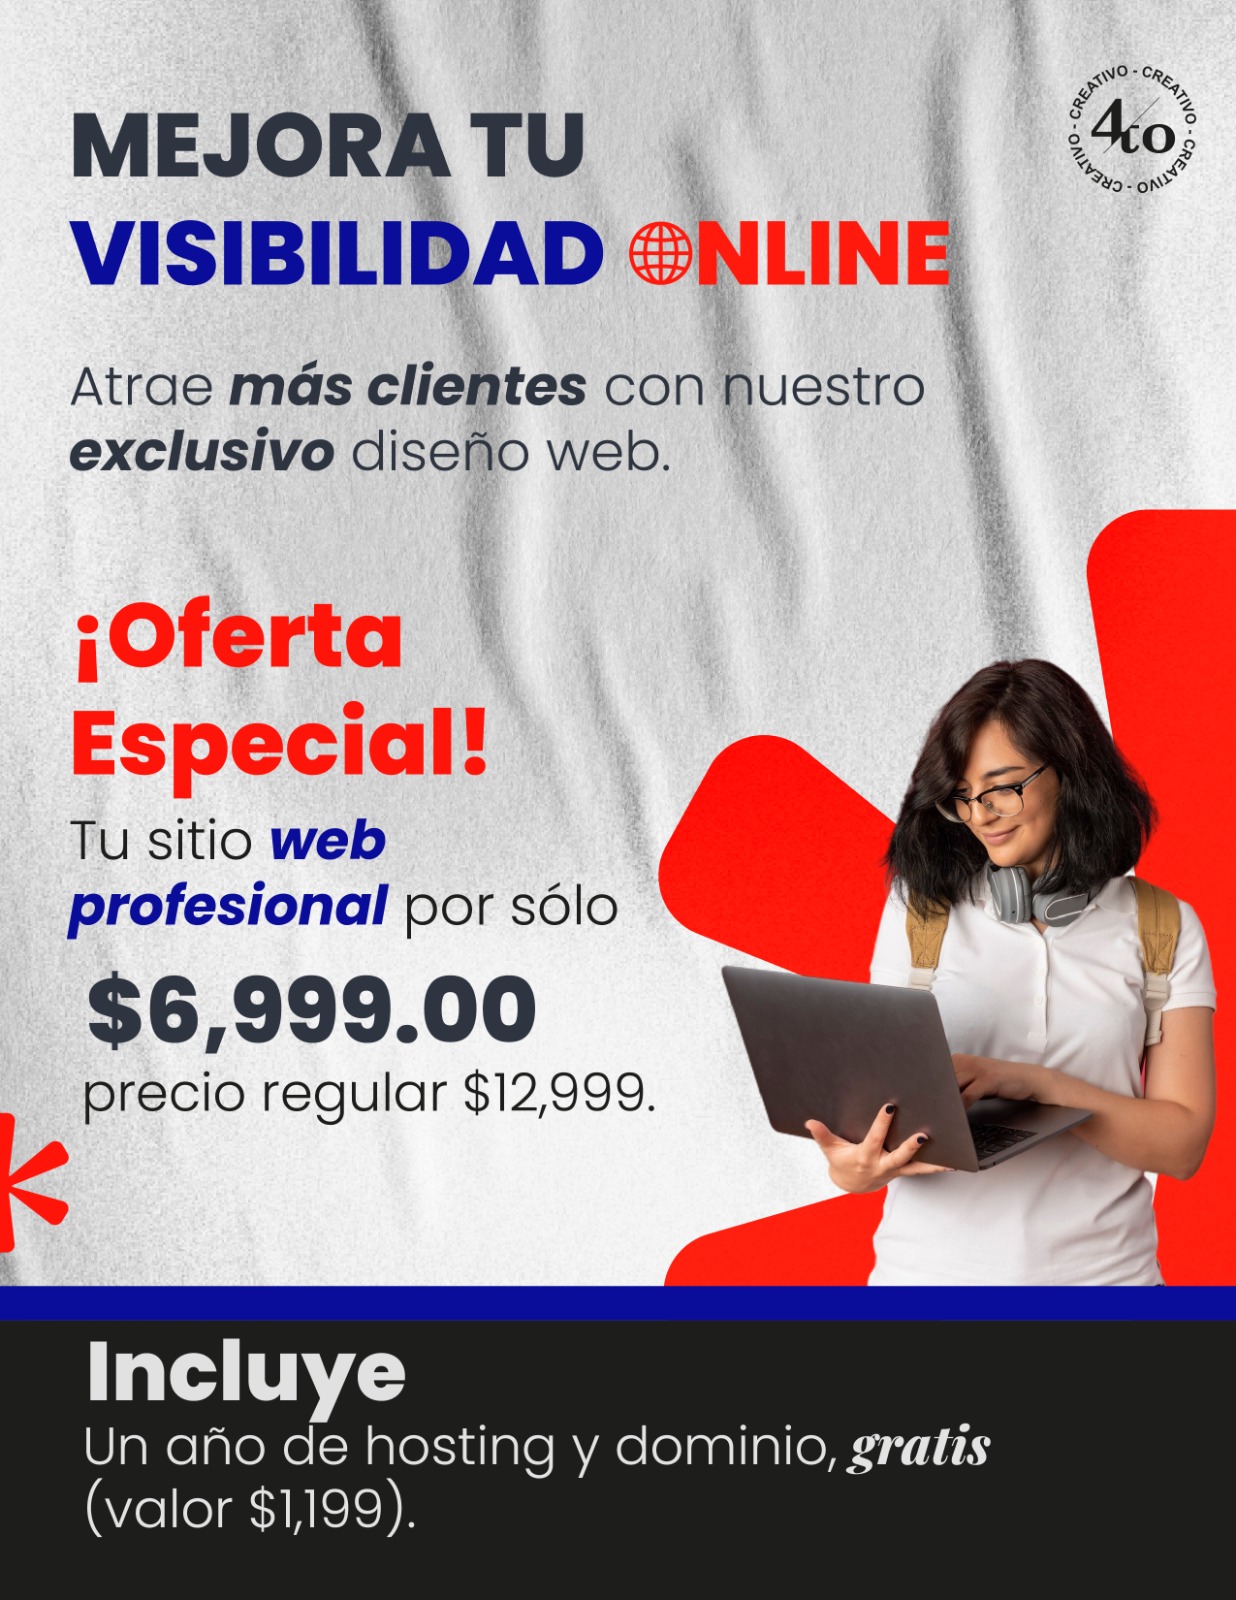 CREATIVO - CREATIVO - CREATIVO - CREATIVO -
4to
MEJORA TU
VISIBILIDAD ONLINE
Atrae más clientes con nuestro
exclusivo diseño web.
¡Oferta
Especial!
Tu sitio web
profesional por sólo
$6,999.00
precio regular $12,999.
Incluye
Un año de hosting y dominio, gratis
(valor $1,199).